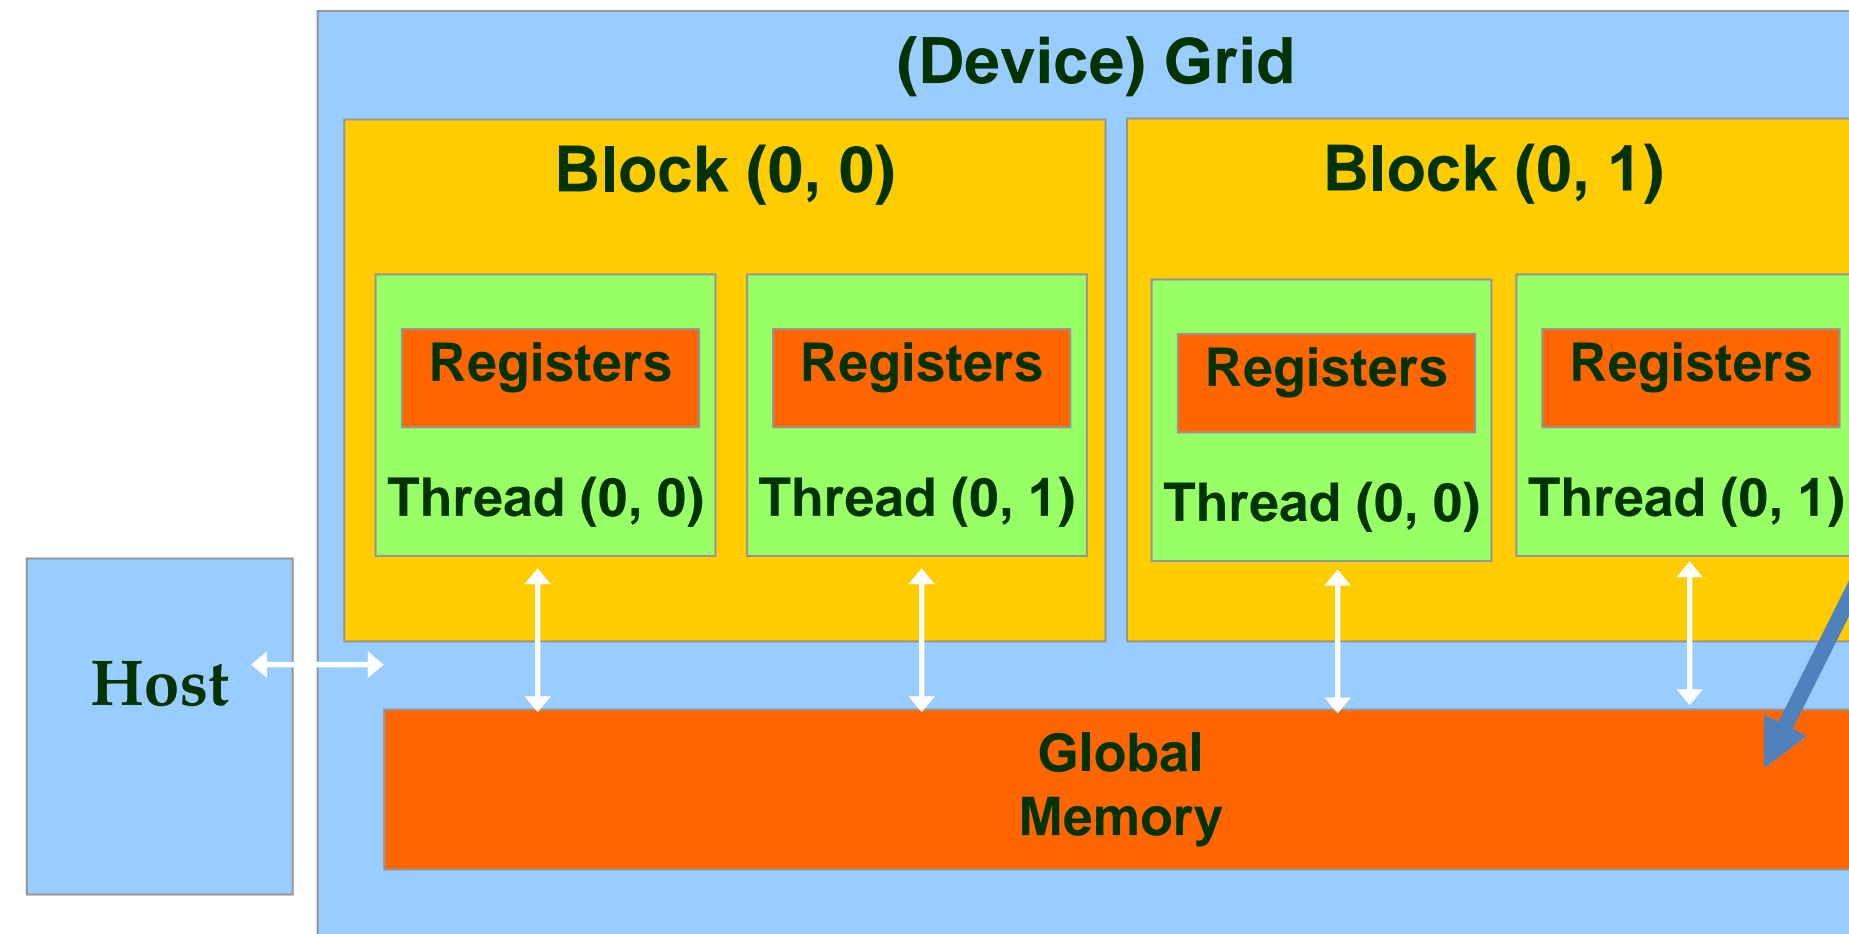 (Device) Grid
Block (0, 0)
Block (0, 1)
Registers
Registers
Registers
Registers
Thread (0, 0)
Thread (0, 1)
Thread (0, 0)
Thread (0, 1)
Host
Global
Memory